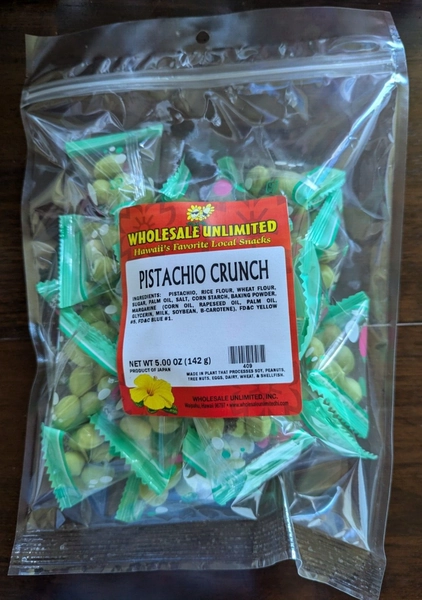 WHOLESALE UNLIMITED
Hawaii's Favorite Local Snacks
PISTACHIO CRUNCH
INGREDIENTS: PISTACHIO, RICE FLOUR, WHEAT FLOUR,
SUGAR, PALM OIL, SALT, CORN STARCH, BAKING POWDER,
MARGARINE (CORN OIL, RAPESEED OIL, PALM OIL,
GLYCERIN, MILK, SOYBEAN, B-CAROTENE), FD&C YELLOW
#5, FD&C BLUE #1.
NET WT 5.00 OZ (142 g)
PRODUCT OF JAPAN
409
MADE IN PLANT THAT PROCESSED SOY, PEANUTS,
TREE NUTS, EGGS, DAIRY, WHEAT, & SHELLFISH.
WHOLESALE UNLIMITED, INC.